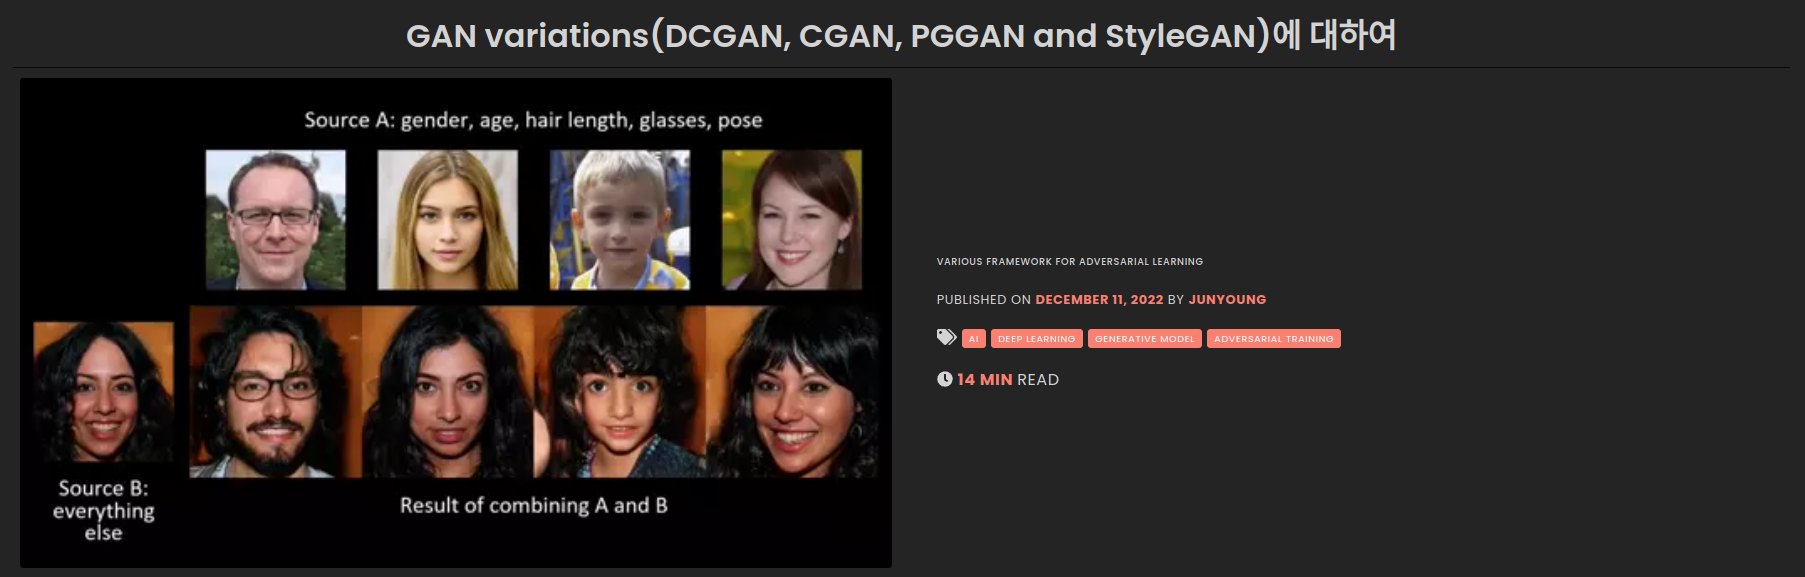 GAN variations(DCGAN, CGAN, PGGAN and StyleGAN)에 대하여
Source A: gender, age, hair length, glasses, pose
Source B:
everything
else
Result of combining A and B
VARIOUS FRAMEWORK FOR ADVERSARIAL LEARNING
PUBLISHED ON DECEMBER 11, 2022 BY JUNYOUNG
AI DEEP LEARNING GENERATIVE MODEL ADVERSARIAL TRAINING
14 MIN READ